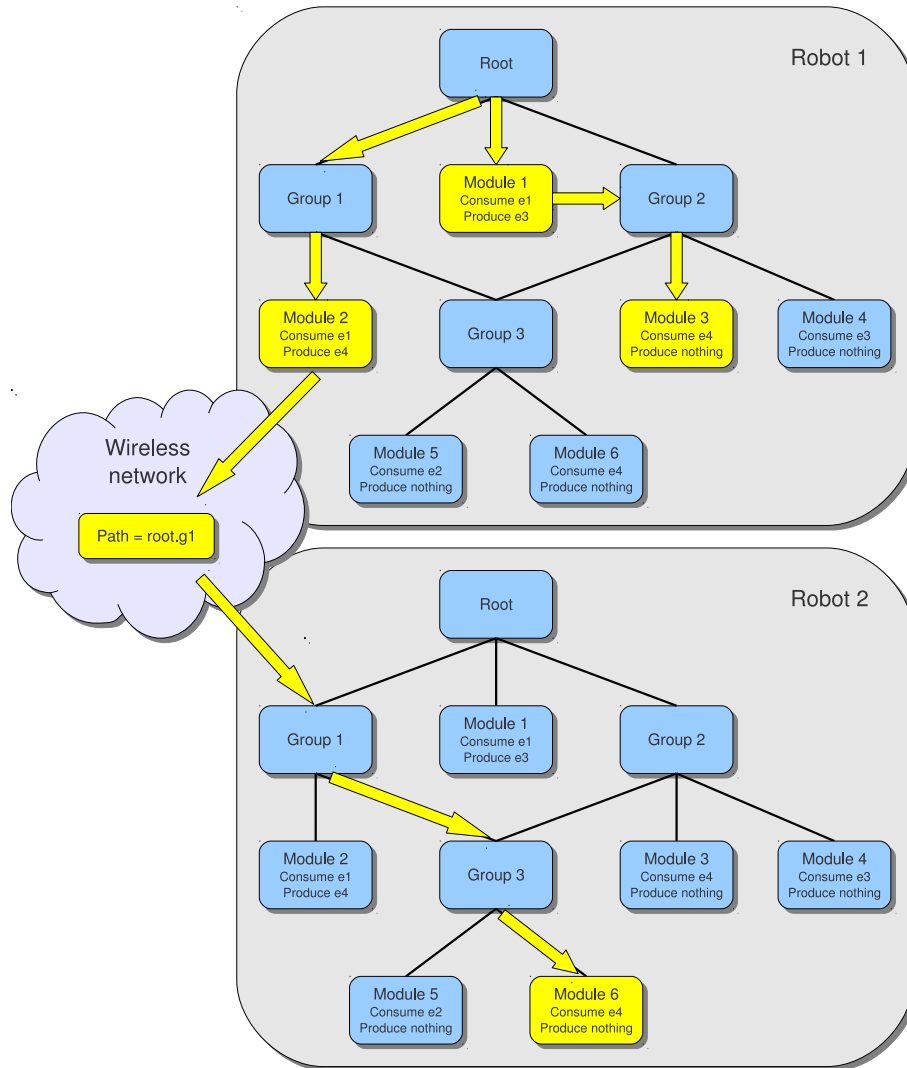 Robot 1
Root
Group 1
Module 1
Consume e1
Produce e3
Group 2
Module 2
Consume e1
Produce e4
Group 3
Module 3
Consume e4
Produce nothing
Module 4
Consume e3
Produce nothing
Module 5
Consume e2
Produce nothing
Module 6
Consume e4
Produce nothing
Wireless
network
Path = root.g1
Robot 2
Root
Group 1
Module 1
Consume e1
Produce e3
Group 2
Module 2
Consume e1
Produce e4
Group 3
Module 3
Consume e4
Produce nothing
Module 4
Consume e3
Produce nothing
Module 5
Consume e2
Produce nothing
Module 6
Consume e4
Produce nothing